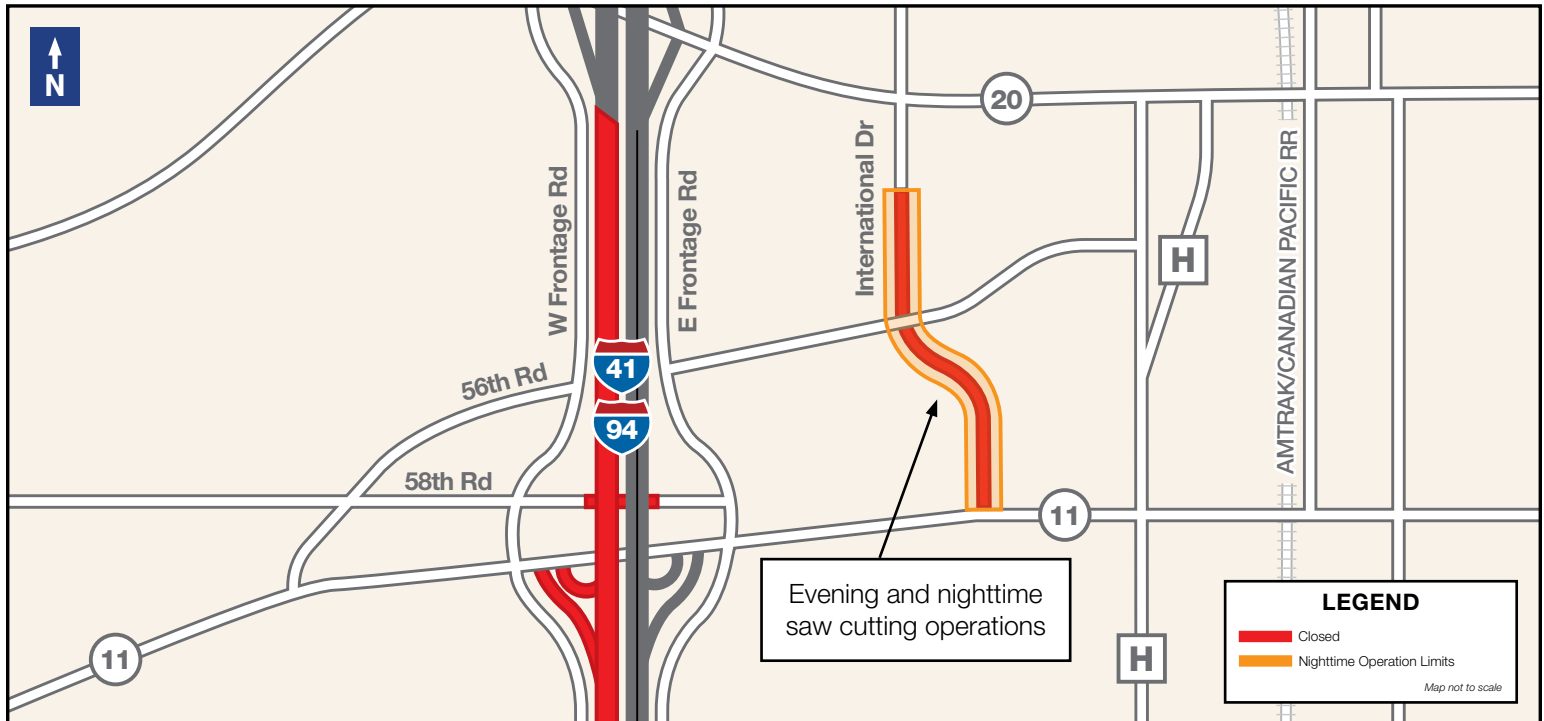 N
20
W Frontage Rd
E Frontage Rd
International Dr
AMTRAK/CANADIAN PACIFIC RR
H
41
94
56th Rd
58th Rd
11
Evening and nighttime
saw cutting operations
11
H
LEGEND
Closed
Nighttime Operation Limits
Map not to scale